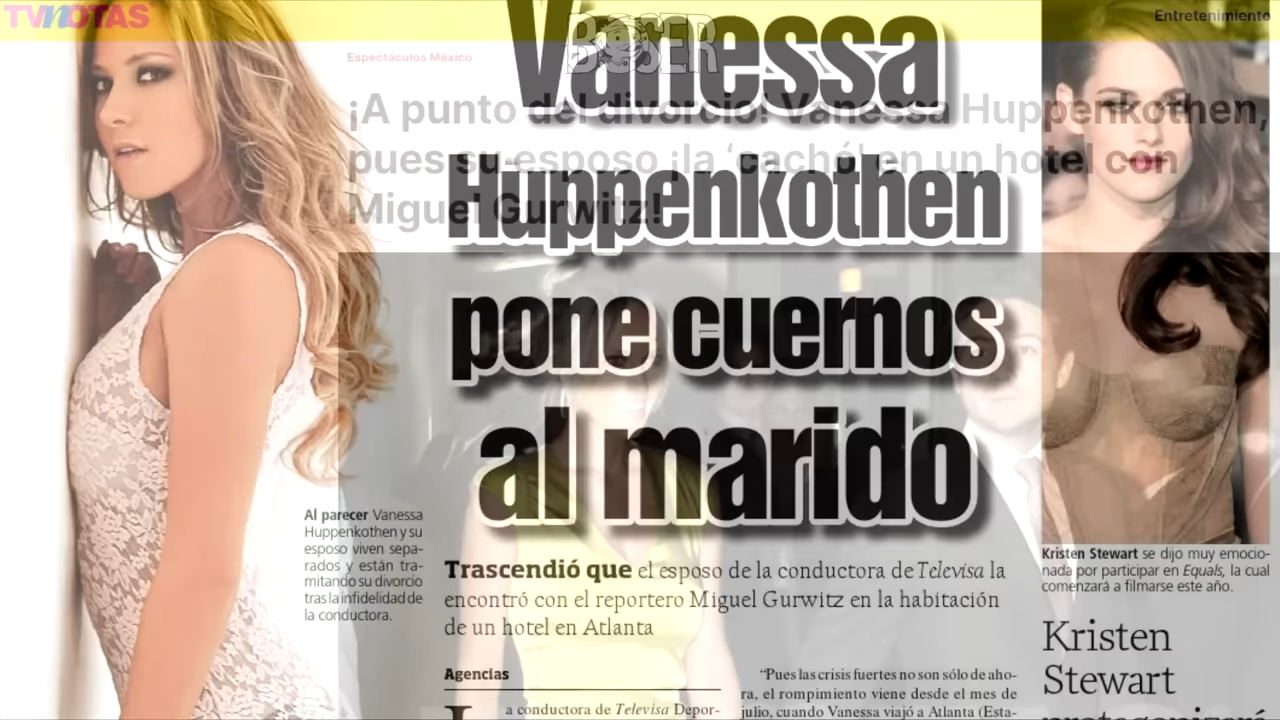 TVNOTAS
Entretenimiento
BOSER
Espectáculos México
Vanessa
Huppenkothen
pone cuernos
al marido
¡A punto del divorcio! Vanessa Huppenkothen,
pues su esposo ¡la ‘cachó’ en un hotel con
Miguel Gurwitz!
Al parecer Vanessa
Huppenkothen y su
esposo viven sepa-
rados y están tra-
mitando su divorcio
tras la infidelidad de
la conductora.
Trascendió que el esposo de la conductora de Televisa la
encontró con el reportero Miguel Gurwitz en la habitación
de un hotel en Atlanta
Agencias
La conductora de Televisa Depor-
“Pues las crisis fuertes no son sólo de aho-
ra, el rompimiento viene desde el mes de
julio, cuando Vanessa viajó a Atlanta (Esta-
Kristen Stewart se dijo muy emocio-
nada por participar en Equals, la cual
comenzará a filmarse este año.
Kristen
Stewart
protagonizará